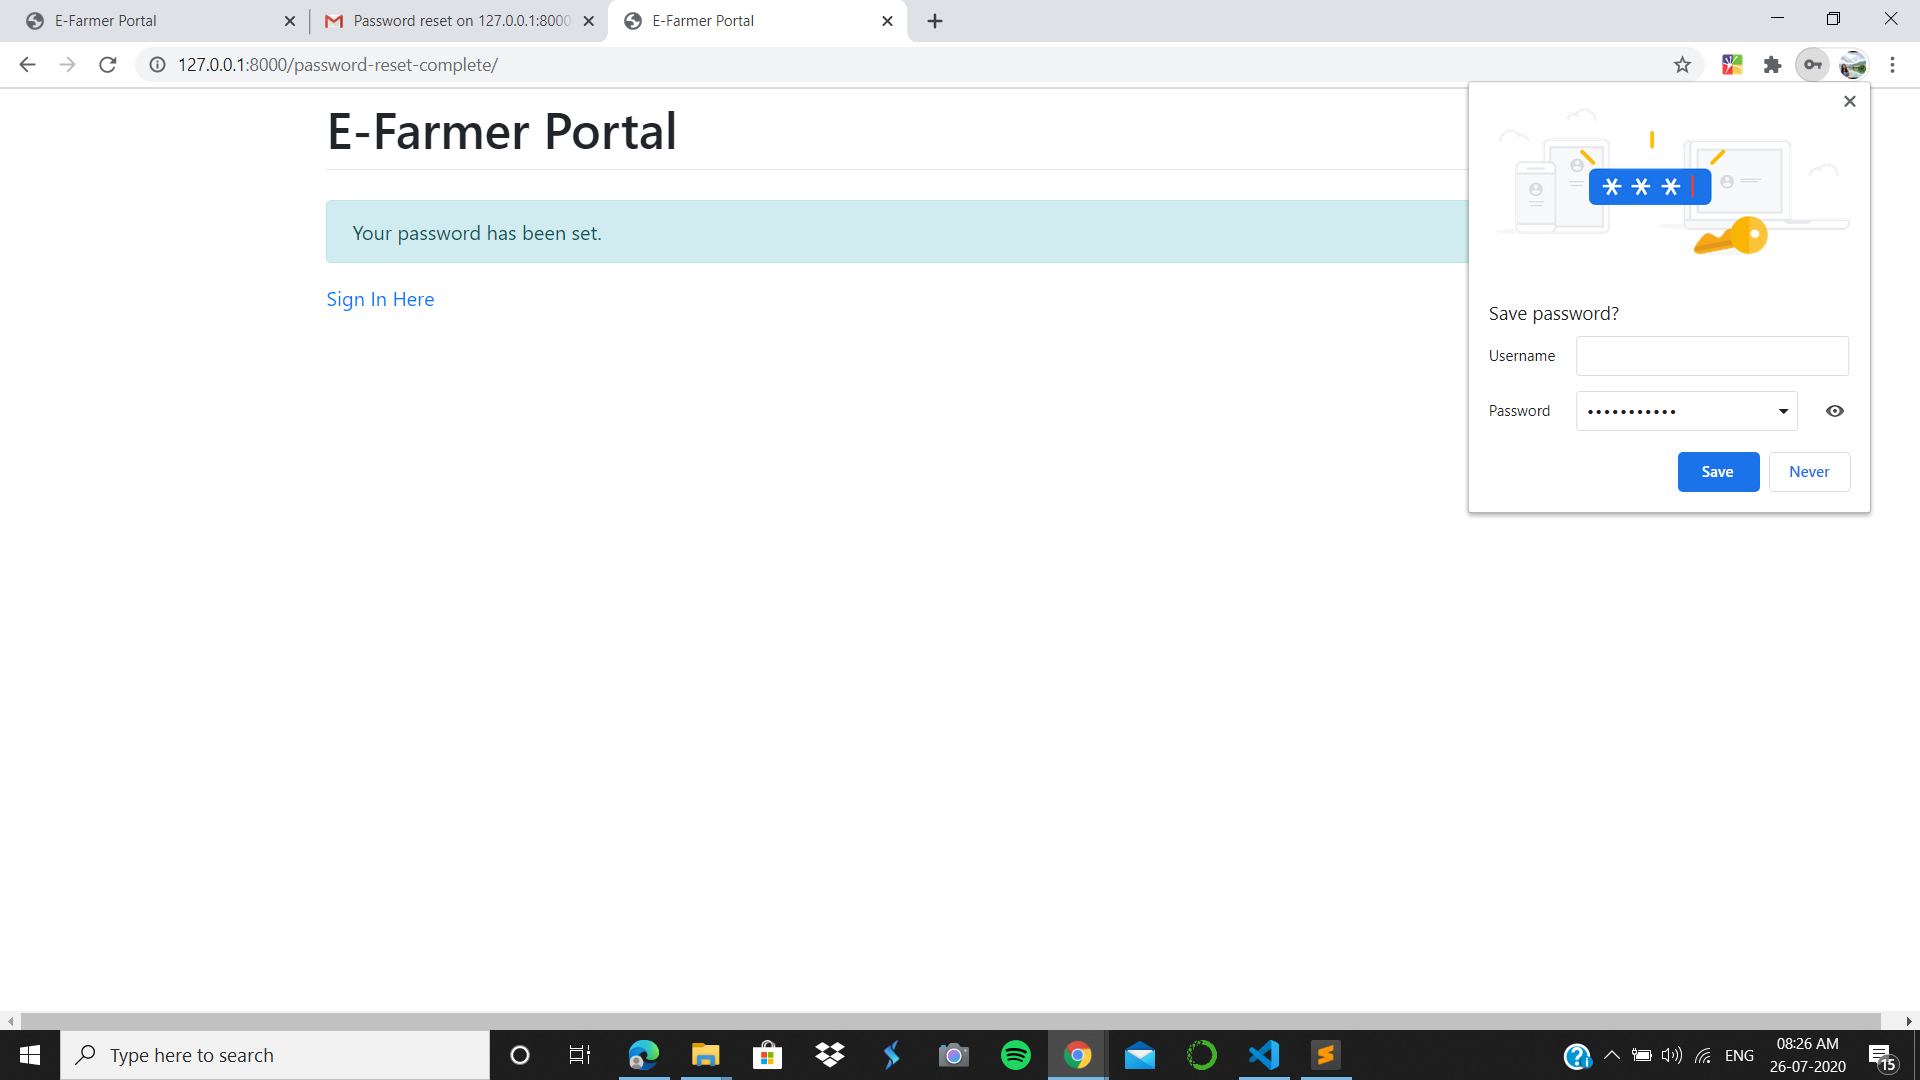 E-Farmer Portal
Password reset on 127.0.0.1:8000
E-Farmer Portal
127.0.0.1:8000/password-reset-complete/
E-Farmer Portal
Your password has been set.
Sign In Here
Save password?
Username
Password
Save
Never
Type here to search
ENG
08:26 AM
26-07-2020
15